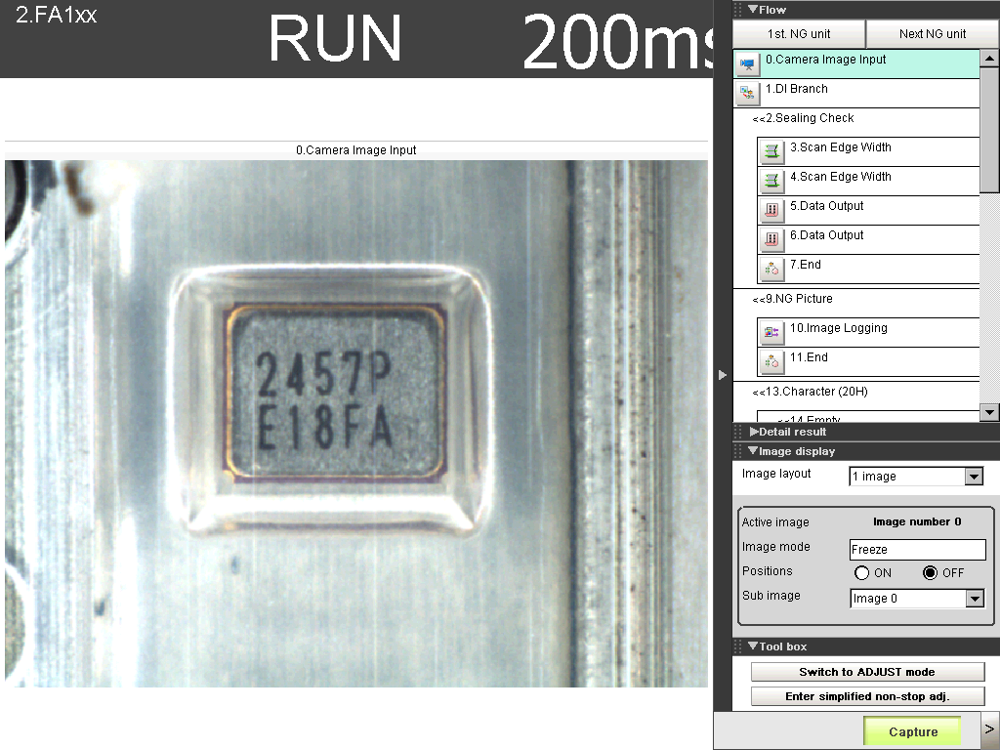 2.FA1xx
RUN
200ms
0.Camera Image Input
2457P
E18FA
Flow
1st. NG unit
Next NG unit
0.Camera Image Input
1.DI Branch
<<2.Sealing Check
3.Scan Edge Width
4.Scan Edge Width
5.Data Output
6.Data Output
7.End
<<9.NG Picture
10.Image Logging
11.End
<<13.Character (20H)
<<14.Empty
Detail result
Image display
Image layout
1 image
Active image
Image number 0
Image mode
Freeze
Positions
ON
OFF
Sub image
Image 0
Tool box
Switch to ADJUST mode
Enter simplified non-stop adj.
Capture
>